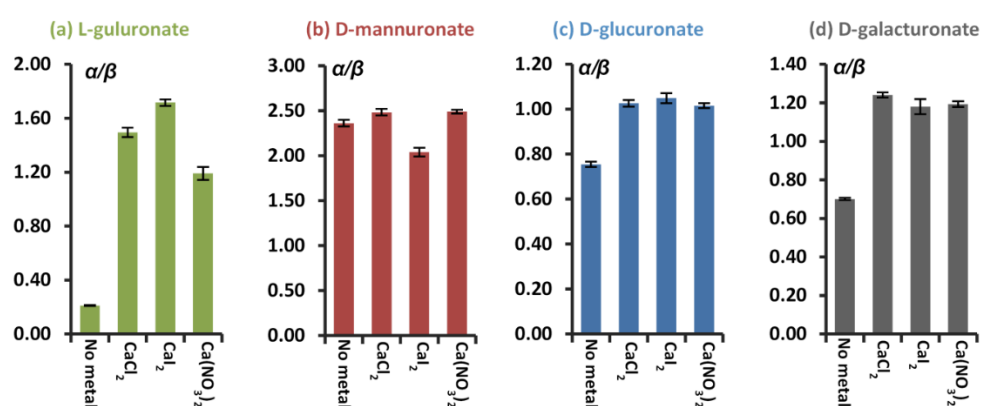 (a) L-guluronate
(b) D-mannuronate
(c) D-glucuronate
(d) D-galacturonate
α/β
2.00
1.60
1.20
0.80
0.40
0.00
No metal
CaCl2
CaI2
Ca(NO3)2
α/β
3.00
2.50
2.00
2.50
1.00
0.50
0.00
No metal
CaCl2
CaI2
Ca(NO3)2
α/β
1.20
1.00
0.80
0.60
0.40
0.20
0.00
No metal
CaCl2
CaI2
Ca(NO3)2
α/β
1.40
1.20
1.00
0.80
0.60
0.40
0.20
0.00
No metal
CaCl2
CaI2
Ca(NO3)2